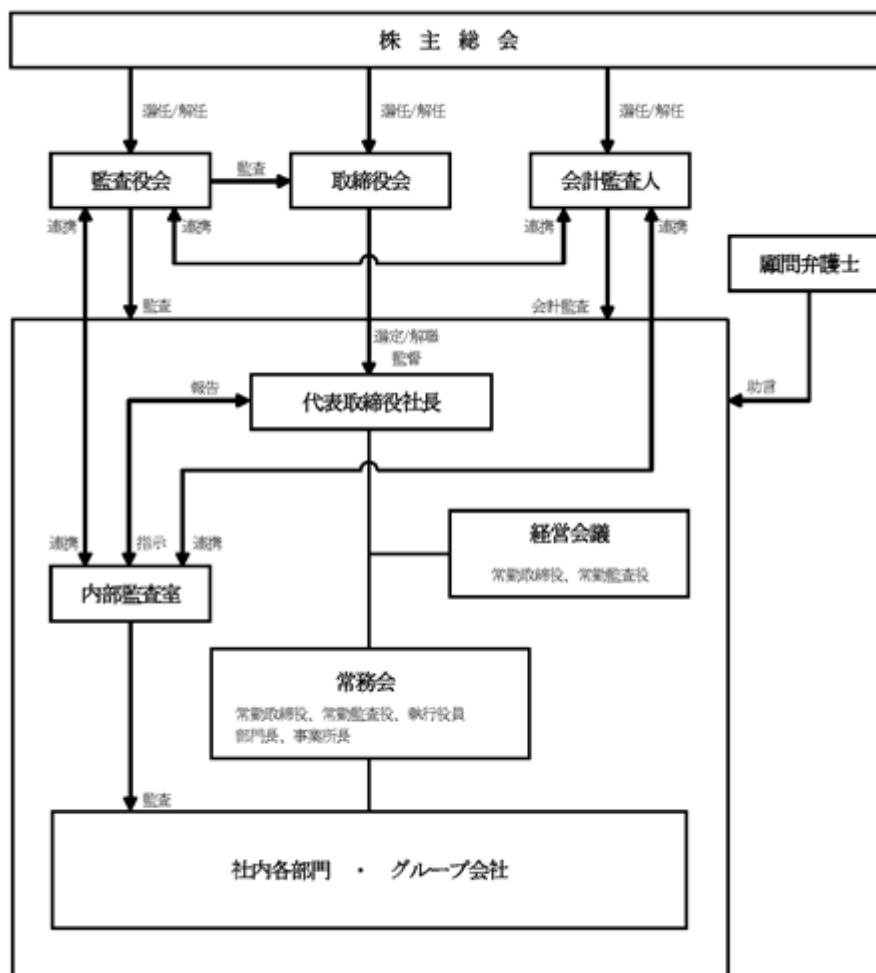 株主総会
選任/解任
選任/解任
選任/解任
監査役会
監査
取締役会
会計監査人
連携
連携
連携
連携
顧問弁護士
監査
会計監査
選定/解職
監督
報告
代表取締役社長
助言
経営会議
常勤取締役、常勤監査役
連携
指示
連携
内部監査室
常務会
常勤取締役、常勤監査役、執行役員
部門長、事業所長
監査
社内各部門 ・ グループ会社